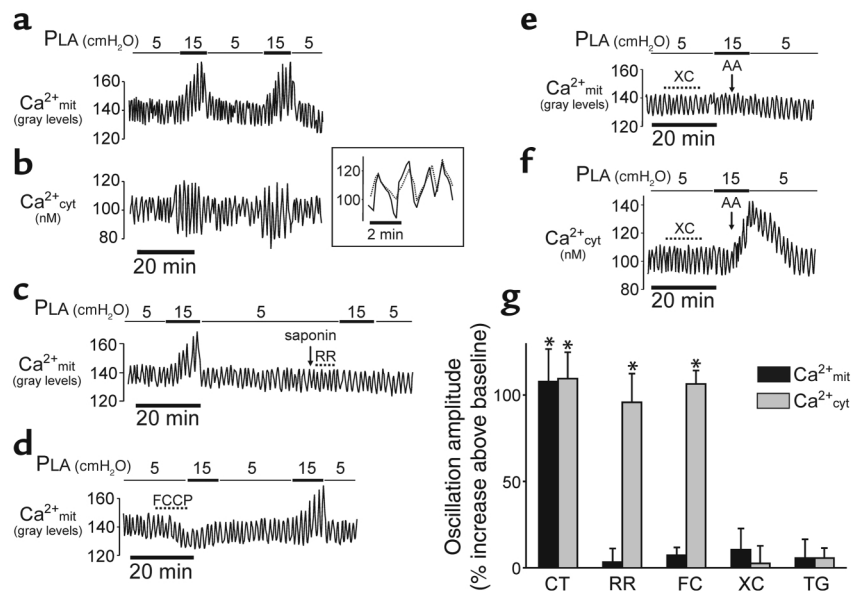 a
PLA (cmH2O)
5 15 5 15 5
Ca2+mit
(gray levels)
160
140
120
b
Ca2+cyt
(nM)
120
100
80
20 min
120
100
2 min
c
PLA (cmH2O)
5 15 5 15 5
saponin
RR
Ca2+mit
(gray levels)
160
140
120
20 min
d
PLA (cmH2O)
5 15 5 15 5
FCCP
Ca2+mit
(gray levels)
160
140
120
20 min
e
PLA (cmH2O)
5 15 5
AA
XC
Ca2+mit
(gray levels)
160
140
120
20 min
f
PLA (cmH2O)
5 15 5
AA
XC
Ca2+cyt
(nM)
140
120
100
80
20 min
g
Oscillation amplitude
(% increase above baseline)
100
50
0
* * * *
Ca2+mit
Ca2+cyt
CT RR FC XC TG